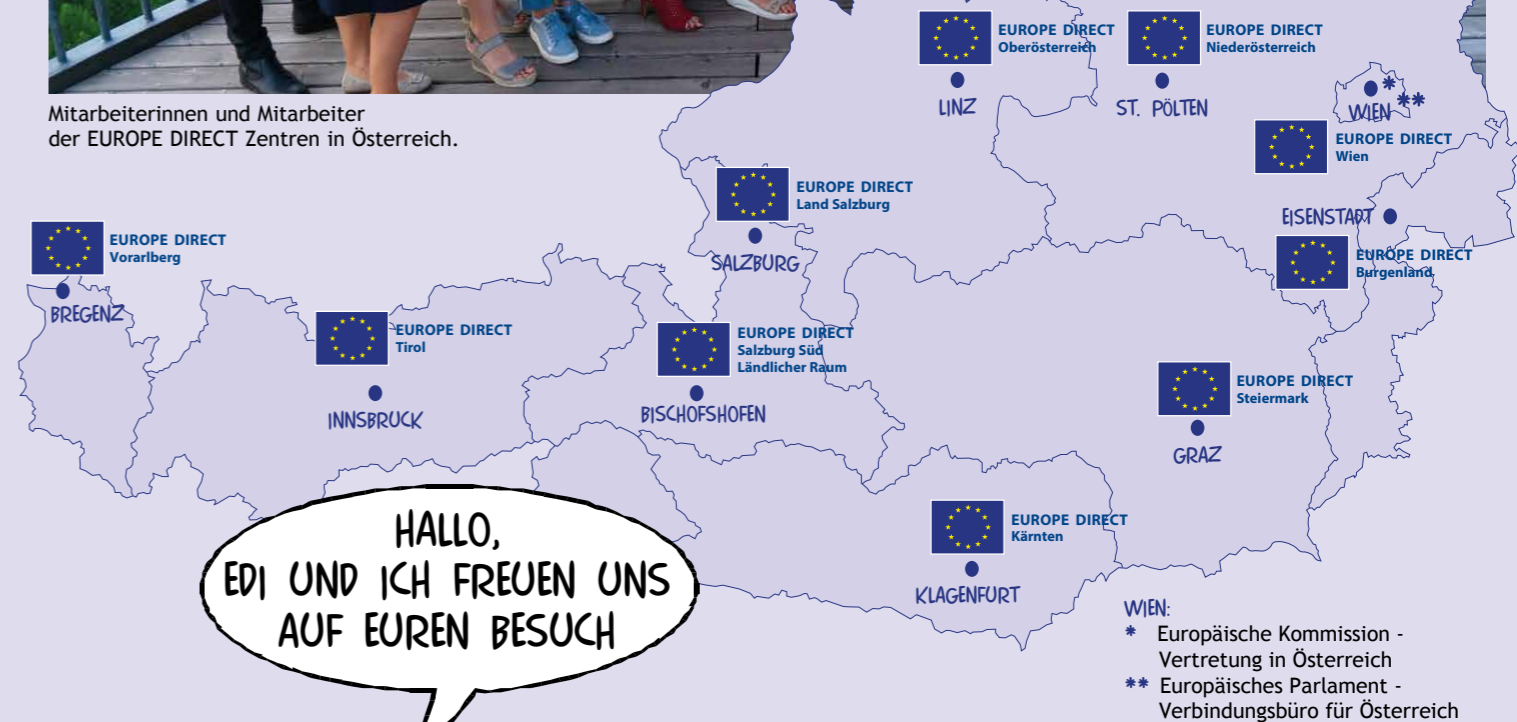 Mitarbeiterinnen und Mitarbeiter
der EUROPE DIRECT Zentren in Österreich.
EUROPE DIRECT
Oberösterreich
LINZ
EUROPE DIRECT
Niederösterreich
ST. PÖLTEN
*
WIEN **
EUROPE DIRECT
Wien
EUROPE DIRECT
Land Salzburg
SALZBURG
EISENSTADT
EUROPE DIRECT
Burgenland
EUROPE DIRECT
Vorarlberg
BREGENZ
EUROPE DIRECT
Tirol
INNSBRUCK
EUROPE DIRECT
Salzburg Süd
Ländlicher Raum
BISCHOFSHOFEN
EUROPE DIRECT
Steiermark
GRAZ
EUROPE DIRECT
Kärnten
KLAGENFURT
HALLO,
EDI UND ICH FREUEN UNS
AUF EUREN BESUCH
WIEN:
* Europäische Kommission -
Vertretung in Österreich
** Europäisches Parlament -
Verbindungsbüro für Österreich